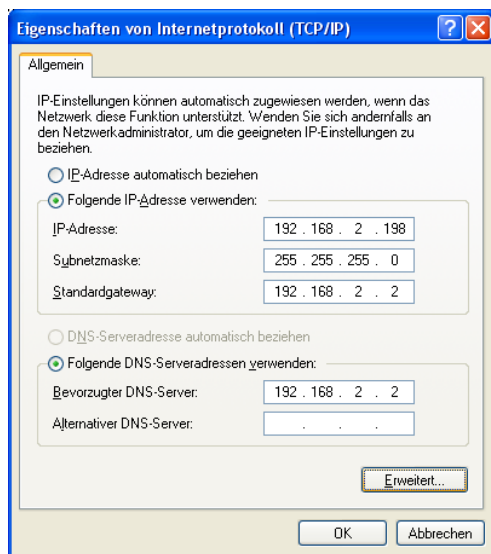 Eigenschaften von Internetprotokoll (TCP/IP)
Allgemein
IP-Einstellungen können automatisch zugewiesen werden, wenn das
Netzwerk diese Funktion unterstützt. Wenden Sie sich andernfalls an
den Netzwerkadministrator, um die geeigneten IP-Einstellungen zu
beziehen.
IP-Adresse automatisch beziehen
Folgende IP-Adresse verwenden:
IP-Adresse: 192 . 168 . 2 . 198
Subnetzmaske: 255 . 255 . 255 . 0
Standardgateway: 192 . 168 . 2 . 2
DNS-Serveradresse automatisch beziehen
Folgende DNS-Serveradressen verwenden:
Bevorzugter DNS-Server: 192 . 168 . 2 . 2
Alternativer DNS-Server: . . .
Erweitert...
OK Abbrechen